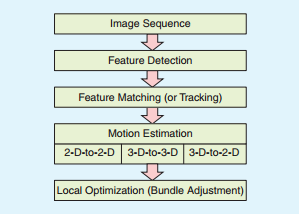 Image Sequence
Feature Detection
Feature Matching (or Tracking)
Motion Estimation
2-D-to-2-D 3-D-to-3-D 3-D-to-2-D
Local Optimization (Bundle Adjustment)